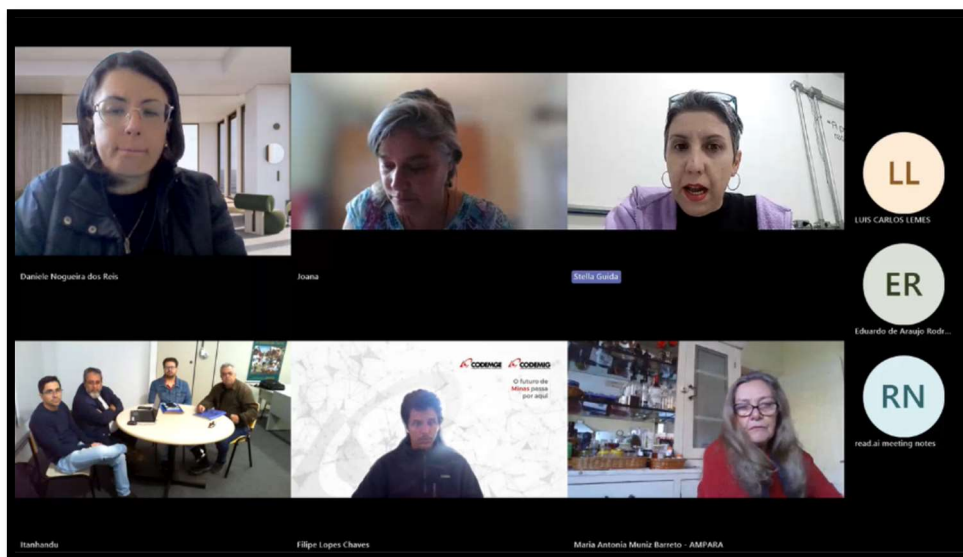 Daniele Nogueira dos Reis
Joana
Stella Guida
LL
LUIS CARLOS LEMES
ER
Eduardo de Araujo Rodr...
RN
read.ai meeting notes
CODEMGE CODEMIG
O futuro de
Minas passa
por aqui
Itanhandu
Filipe Lopes Chaves
Maria Antonia Muniz Barreto - AMPARA